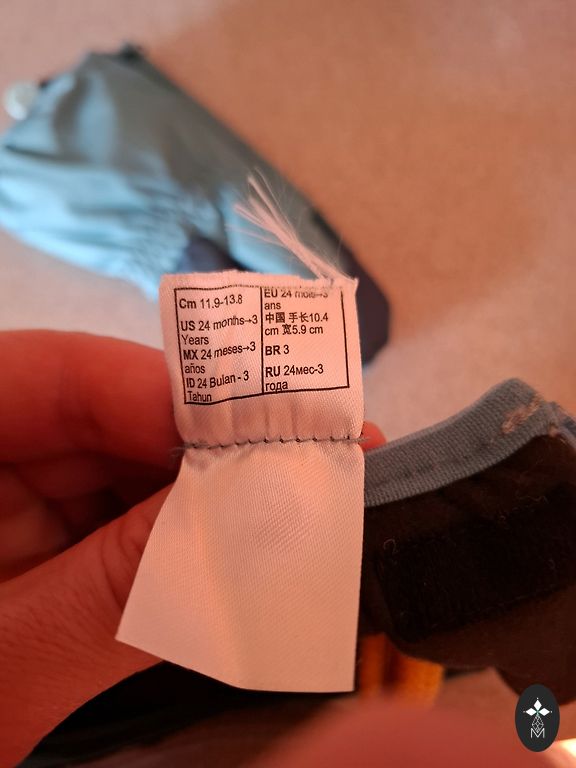 Cm 11.9-13.8
US 24 months→3
Years
MX 24 meses→3
años
ID 24 Bulan - 3
Tahun
EU 24 mois→3
ans
中国 手长10.4
cm 宽5.9 cm
BR 3
RU 24мес-3
года
M